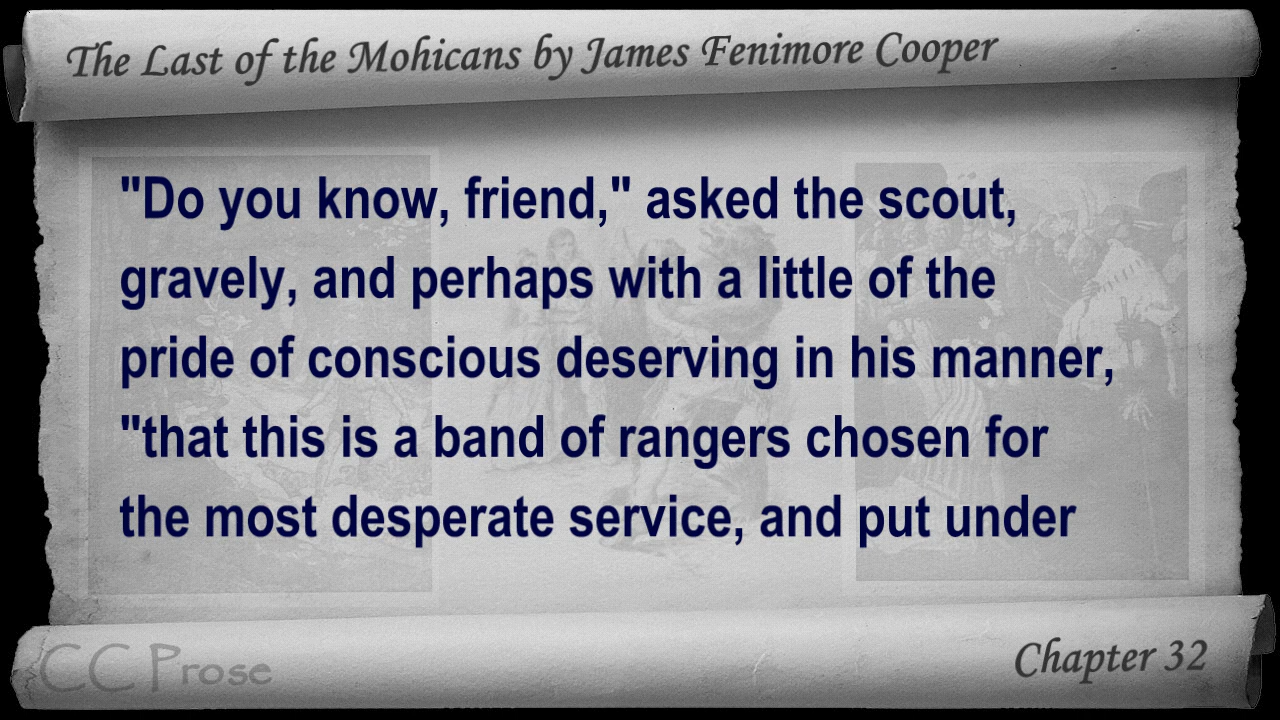 The Last of the Mohicans by James Fenimore Cooper
"Do you know, friend," asked the scout,
gravely, and perhaps with a little of the
pride of conscious deserving in his manner,
"that this is a band of rangers chosen for
the most desperate service, and put under
CC Prose
Chapter 32